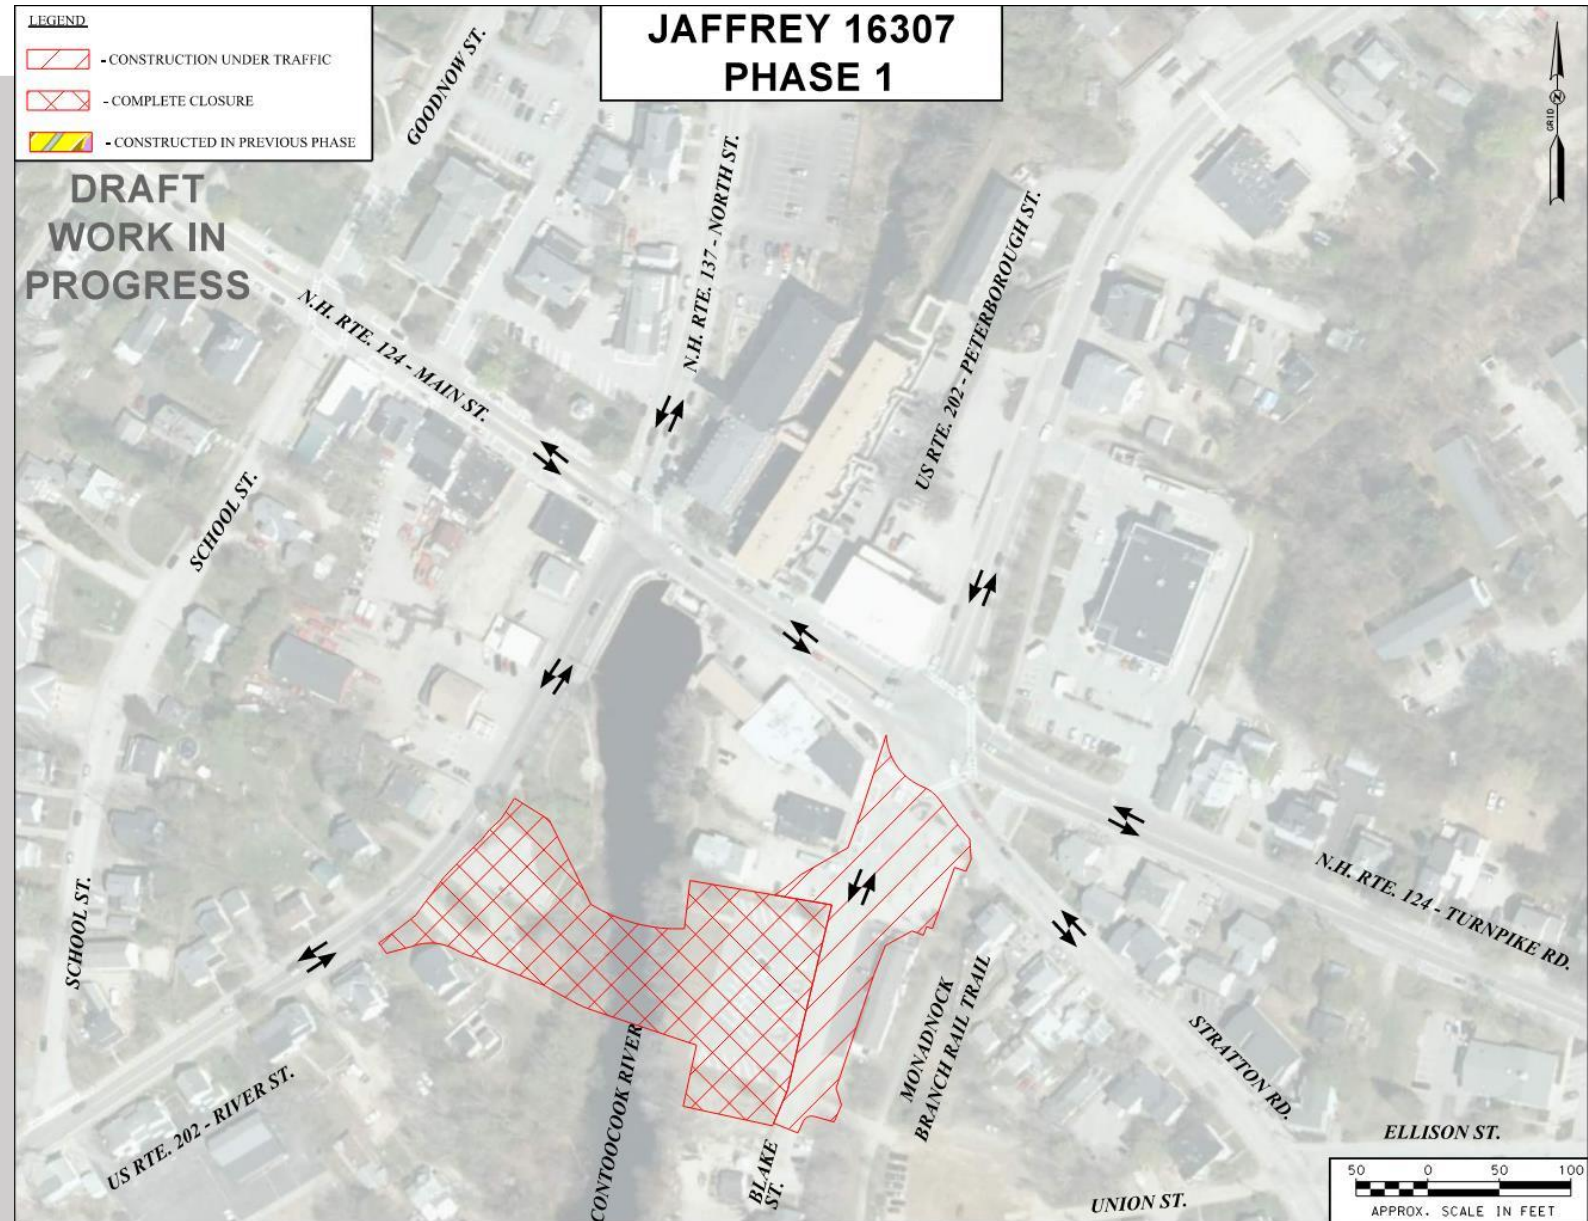 LEGEND
- CONSTRUCTION UNDER TRAFFIC
- COMPLETE CLOSURE
- CONSTRUCTED IN PREVIOUS PHASE
JAFFREY 16307
PHASE 1
DRAFT
WORK IN
PROGRESS
GRID
N
GOODNOW ST.
N.H. RTE. 137 - NORTH ST.
US RTE. 202 - PETERBOROUGH ST.
N.H. RTE. 124 - MAIN ST.
SCHOOL ST.
SCHOOL ST.
N.H. RTE. 124 - TURNPIKE RD.
US RTE. 202 - RIVER ST.
CONTOOCOOK RIVER
BLAKE
ST.
MONADNOCK
BRANCH RAIL TRAIL
STRATTON RD.
ELLISON ST.
UNION ST.
50 0 50 100
APPROX. SCALE IN FEET